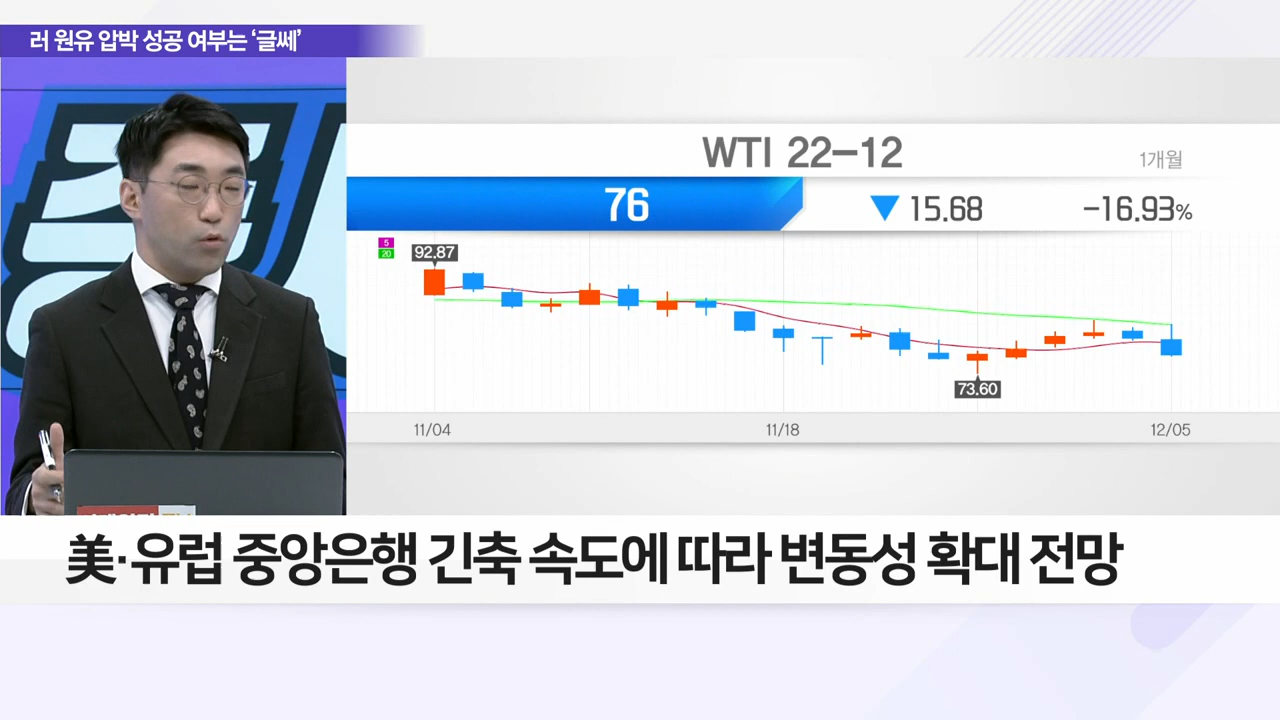 러 원유 압박 성공 여부는 ‘글쎄’
WTI 22-12
1개월
76
▼ 15.68
-16.93%
5
20
92.87
73.60
11/04
11/18
12/05
美·유럽 중앙은행 긴축 속도에 따라 변동성 확대 전망